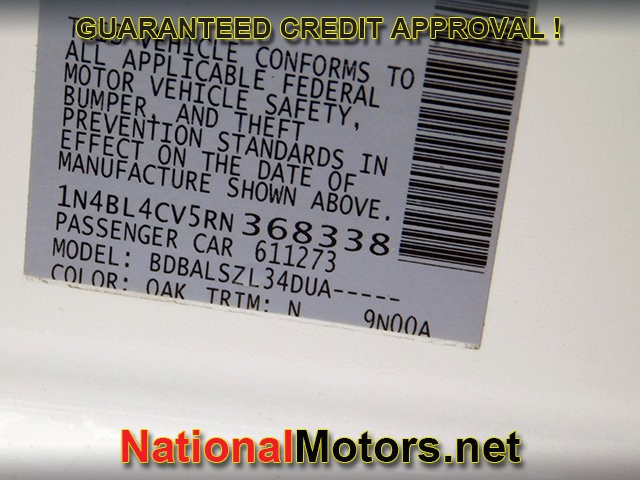 GUARANTEED CREDIT APPROVAL !
VEHICLE CONFORMS TO
ALL APPLICABLE FEDERAL
MOTOR VEHICLE SAFETY,
BUMPER, AND THEFT
PREVENTION STANDARDS IN
EFFECT ON THE DATE OF
MANUFACTURE SHOWN ABOVE.
1N4BL4CV5RN368338
PASSENGER CAR 611273
MODEL: BDBALSZL34DUA-----
COLOR: QAK TRIM: N 9N00A
NationalMotors.net